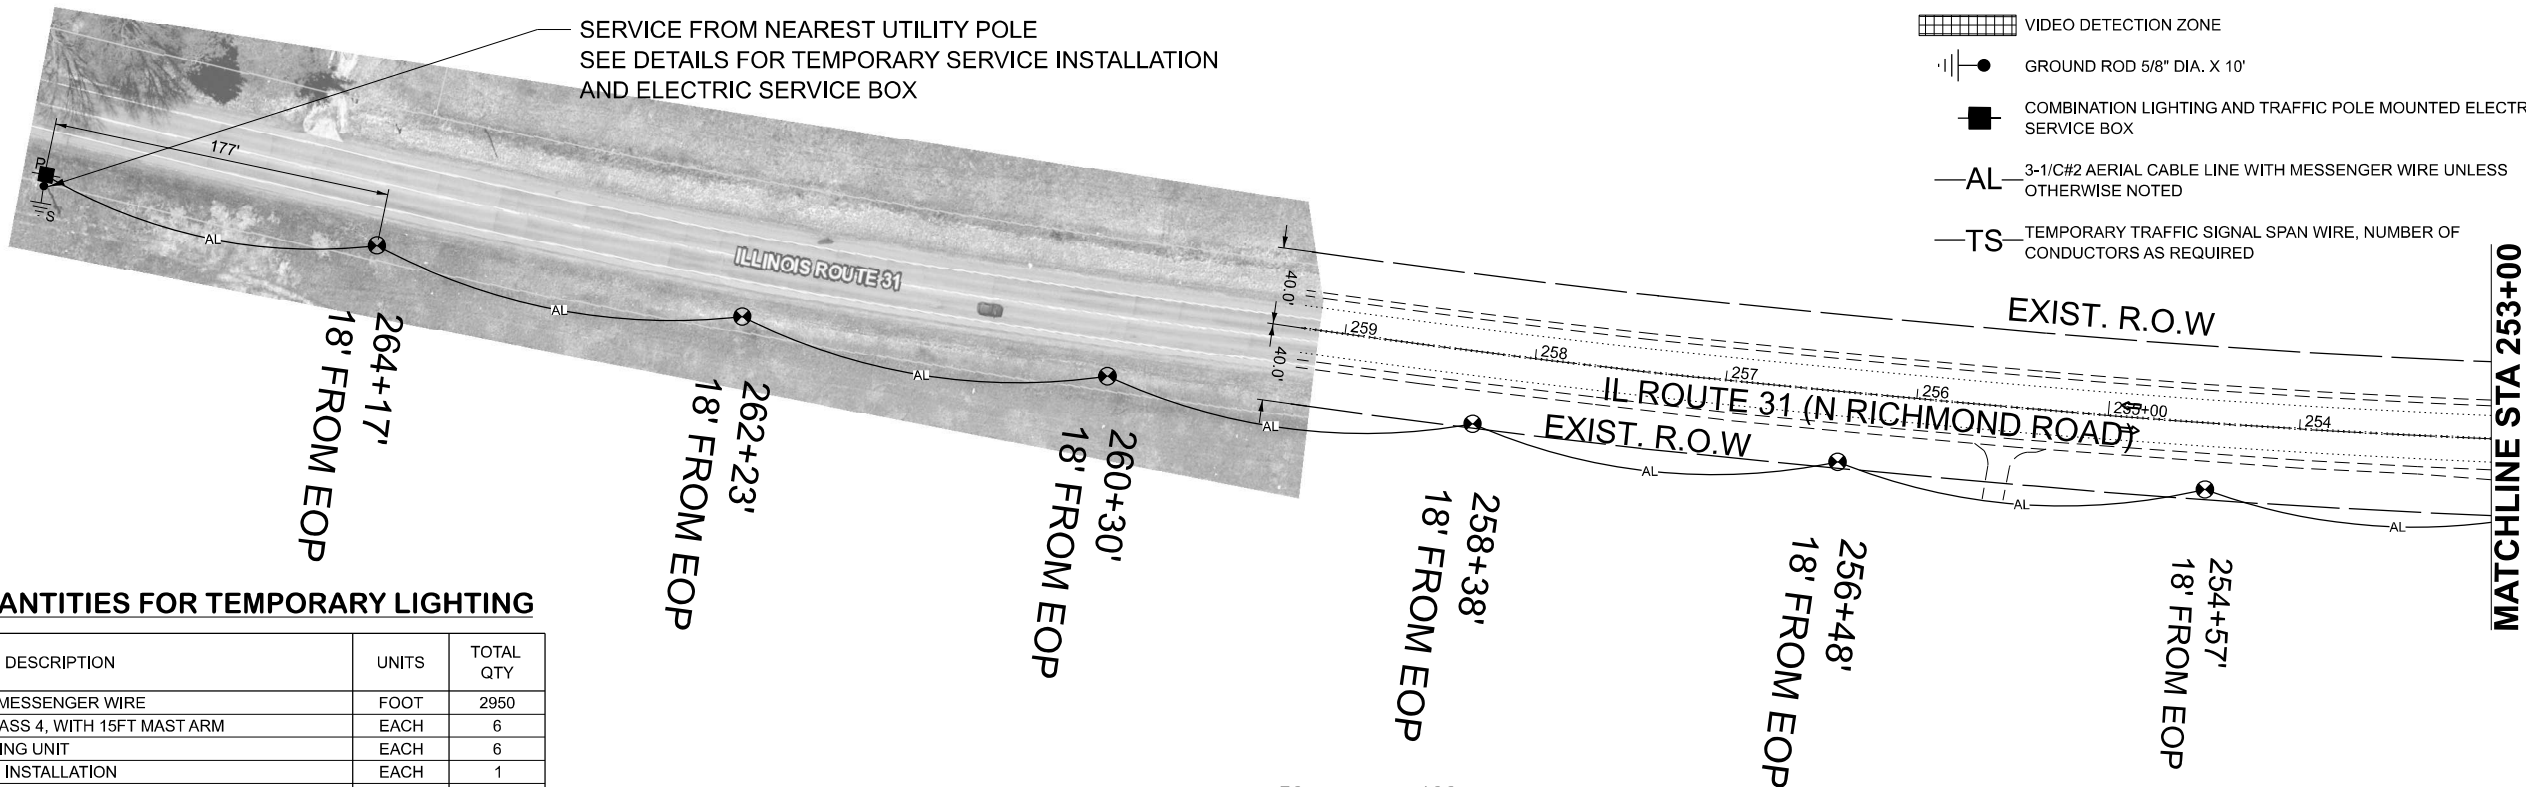 SERVICE FROM NEAREST UTILITY POLE
SEE DETAILS FOR TEMPORARY SERVICE INSTALLATION
AND ELECTRIC SERVICE BOX
VIDEO DETECTION ZONE
GROUND ROD 5/8" DIA. X 10'
COMBINATION LIGHTING AND TRAFFIC POLE MOUNTED ELECTR
SERVICE BOX
AL
3-1/C#2 AERIAL CABLE LINE WITH MESSENGER WIRE UNLESS
OTHERWISE NOTED
TS
TEMPORARY TRAFFIC SIGNAL SPAN WIRE, NUMBER OF
CONDUCTORS AS REQUIRED
P
S
177'
AL
AL
AL
AL
AL
AL
AL
ILLINOIS ROUTE 31
40.0'
40.0'
259
258
257
256
255+00
254
EXIST. R.O.W
IL ROUTE 31 (N RICHMOND ROAD)
EXIST. R.O.W
MATCHLINE STA 253+00
264+17'
18' FROM EOP
262+23'
18' FROM EOP
260+30'
18' FROM EOP
258+38'
18' FROM EOP
256+48'
18' FROM EOP
254+57'
18' FROM EOP
ANTITIES FOR TEMPORARY LIGHTING
DESCRIPTION UNITS TOTAL
QTY
MESSENGER WIRE FOOT 2950
ASS 4, WITH 15FT MAST ARM EACH 6
ING UNIT EACH 6
INSTALLATION EACH 1